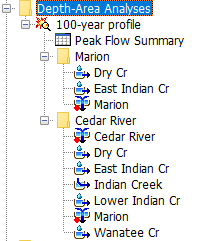 Depth-Area Analyses
100-year profile
Peak Flow Summary
Marion
Dry Cr
East Indian Cr
Marion
Cedar River
Cedar River
Dry Cr
East Indian Cr
Indian Creek
Lower Indian Cr
Marion
Wanatee Cr